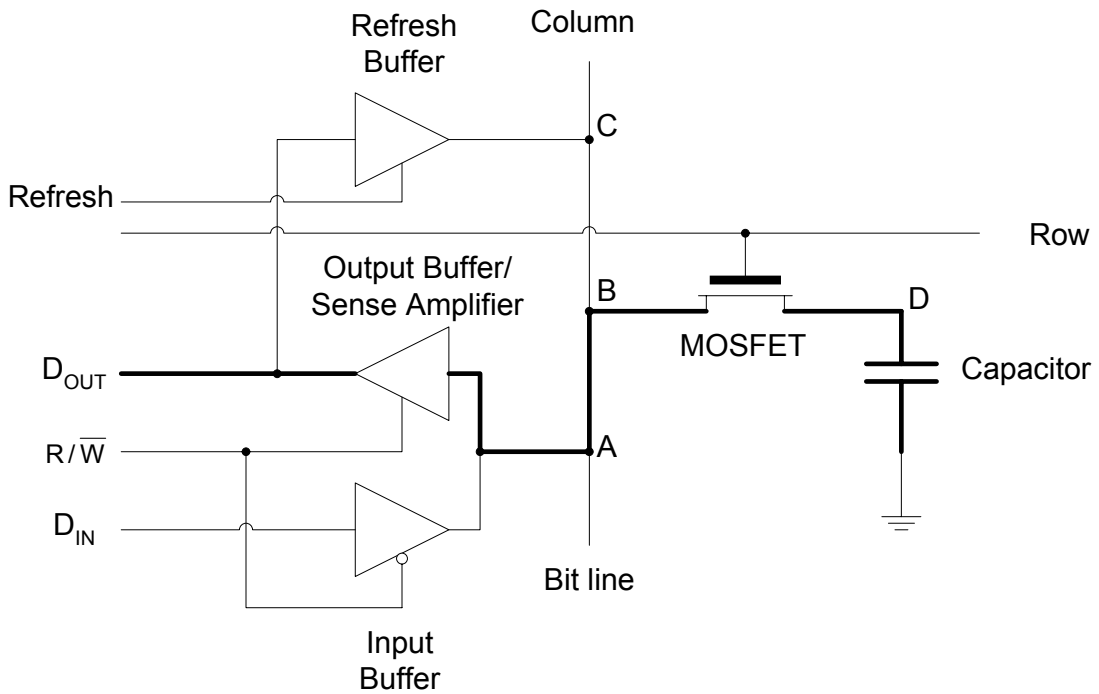 Refresh
Buffer
Column
C
Refresh
Row
Output Buffer/
Sense Amplifier
B
D
MOSFET
D_OUT
Capacitor
R/W̅
A
D_IN
Bit line
Input
Buffer